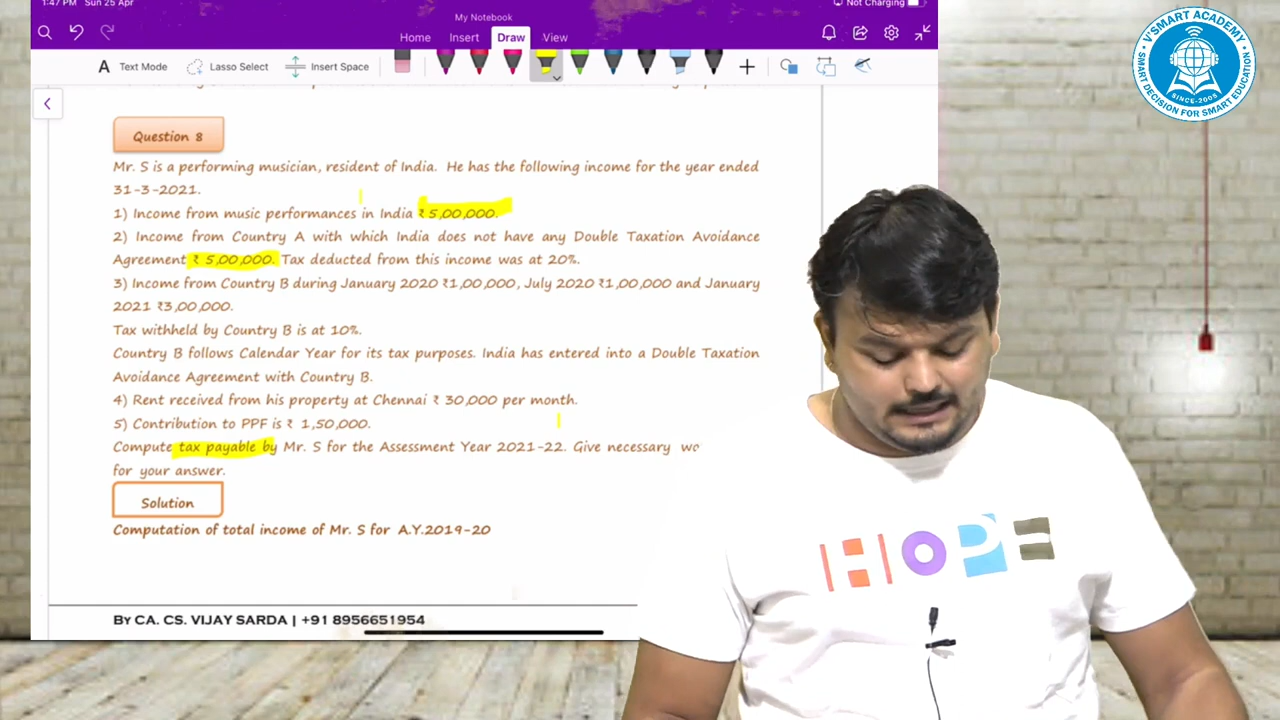 1:47 PM Sun 25 Apr
Not Charging
My Notebook
Home Insert Draw View
A Text Mode Lasso Select Insert Space
Question 8
Mr. S is a performing musician, resident of India. He has the following income for the year ended
31-3-2021.
1) Income from music performances in India ₹ 5,00,000.
2) Income from Country A with which India does not have any Double Taxation Avoidance
Agreement ₹ 5,00,000. Tax deducted from this income was at 20%.
3) Income from Country B during January 2020 ₹1,00,000, July 2020 ₹1,00,000 and January
2021 ₹3,00,000.
Tax withheld by Country B is at 10%.
Country B follows Calendar Year for its tax purposes. India has entered into a Double Taxation
Avoidance Agreement with Country B.
4) Rent received from his property at Chennai ₹ 30,000 per month.
5) Contribution to PPF is ₹ 1,50,000.
Compute tax payable by Mr. S for the Assessment Year 2021-22. Give necessary wo
for your answer.
Solution
Computation of total income of Mr. S for A.Y.2019-20
BY CA. CS. VIJAY SARDA | +91 8956651954
V'SMART ACADEMY
SINCE-2005
SMART DECISION FOR SMART EDUCATION
HOPE